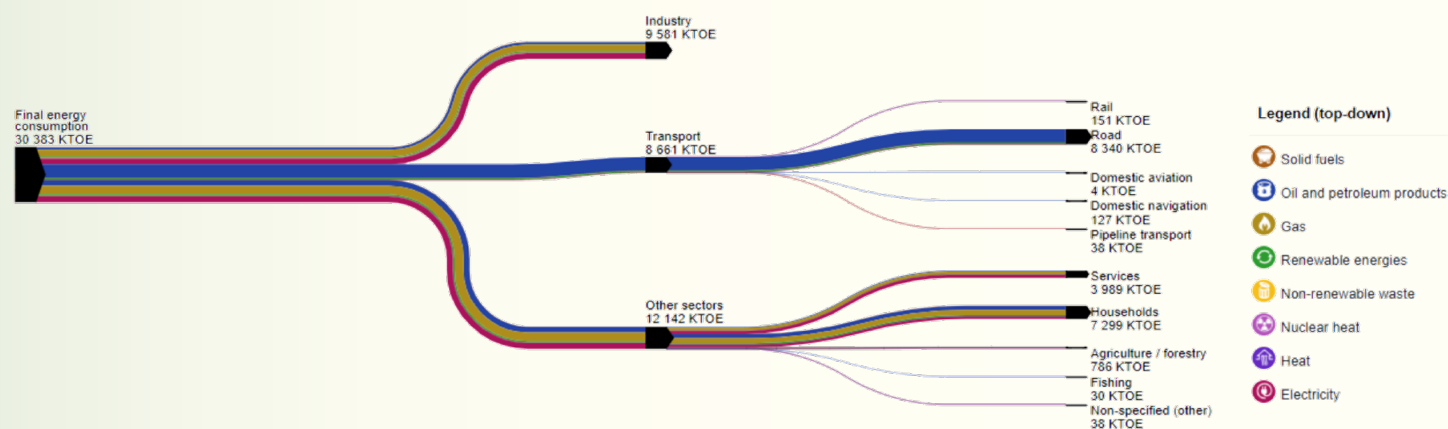 Final energy
consumption
30 383 KTOE
Industry
9 581 KTOE
Transport
8 661 KTOE
Other sectors
12 142 KTOE
Rail
151 KTOE
Road
8 340 KTOE
Domestic aviation
4 KTOE
Domestic navigation
127 KTOE
Pipeline transport
38 KTOE
Services
3 989 KTOE
Households
7 299 KTOE
Agriculture / forestry
786 KTOE
Fishing
30 KTOE
Non-specified (other)
38 KTOE
Legend (top-down)
Solid fuels
Oil and petroleum products
Gas
Renewable energies
Non-renewable waste
Nuclear heat
Heat
Electricity